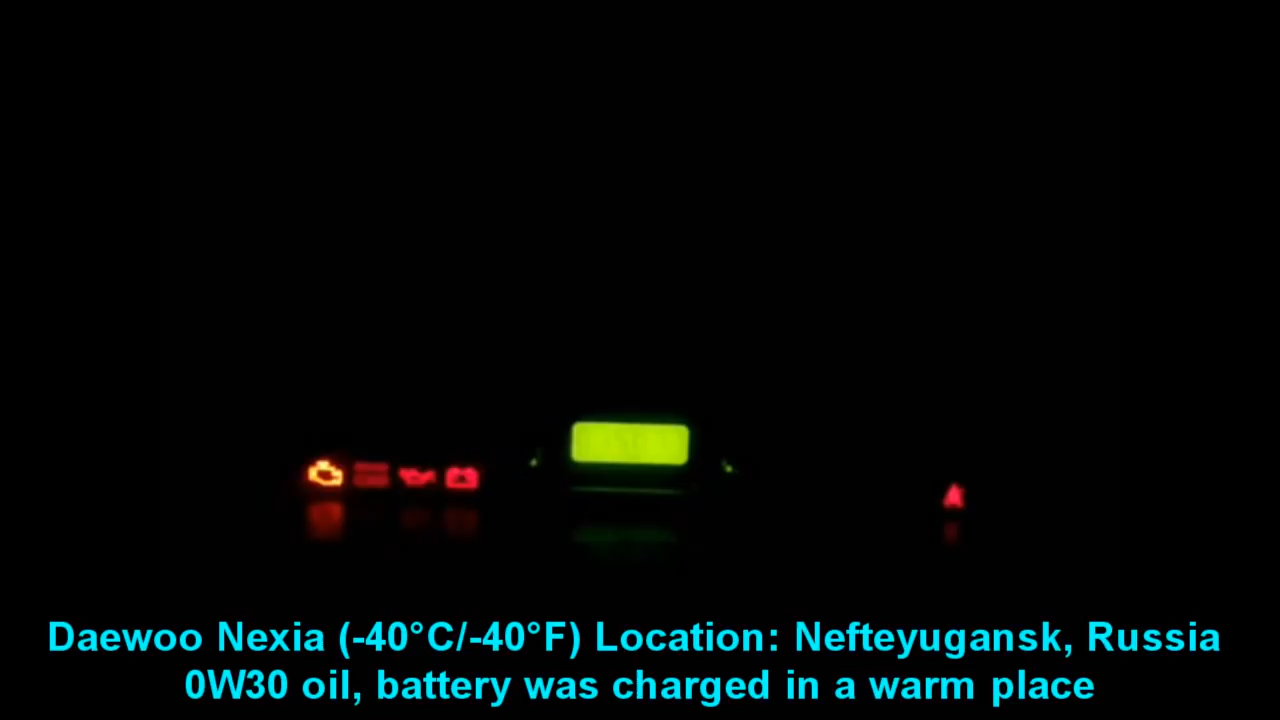 Daewoo Nexia (-40°C/-40°F) Location: Nefteyugansk, Russia
0W30 oil, battery was charged in a warm place